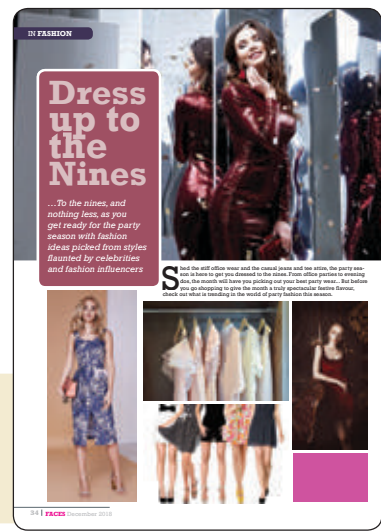 IN FASHION
Dress
up to
the
Nines
...To the nines, and
nothing less, as you
get ready for the party
season with fashion
ideas picked from styles
flaunted by celebrities
and fashion influencers
Shed the stiff office wear and the casual jeans and tee attire, the party sea-
son is here to get you dressed to the nines. From office parties to evening
dos, the month will have you picking out your best party wear... But before
you go shopping to give the month a truly spectacular festive flavour,
check out what is trending in the world of party fashion this season.
34 | FACES December 2018